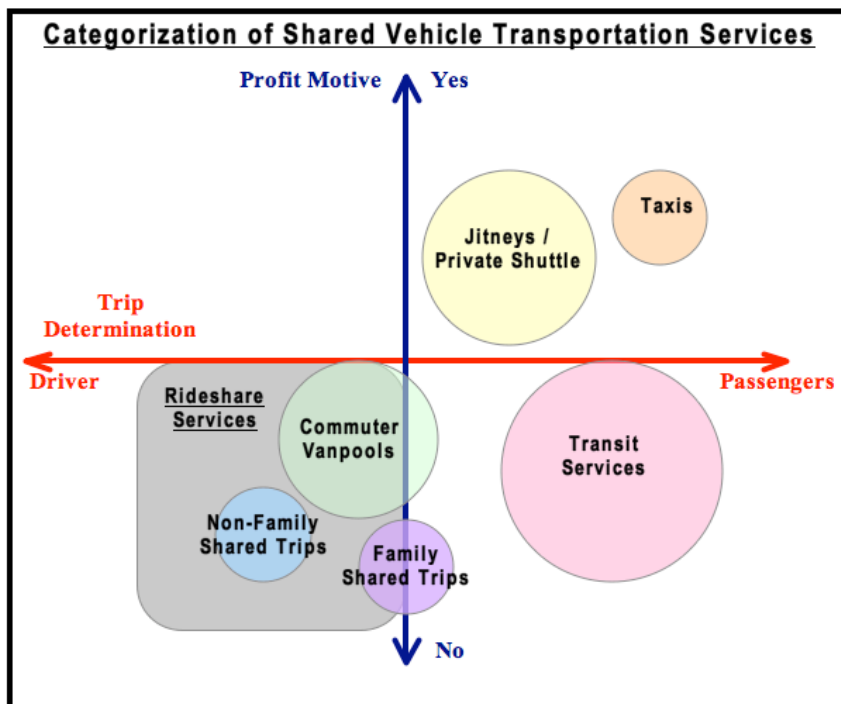 Categorization of Shared Vehicle Transportation Services
Profit Motive Yes
Taxis
Jitneys /
Private Shuttle
Trip
Determination
Driver
Passengers
Rideshare
Services
Commuter
Vanpools
Transit
Services
Non-Family
Shared Trips
Family
Shared Trips
No